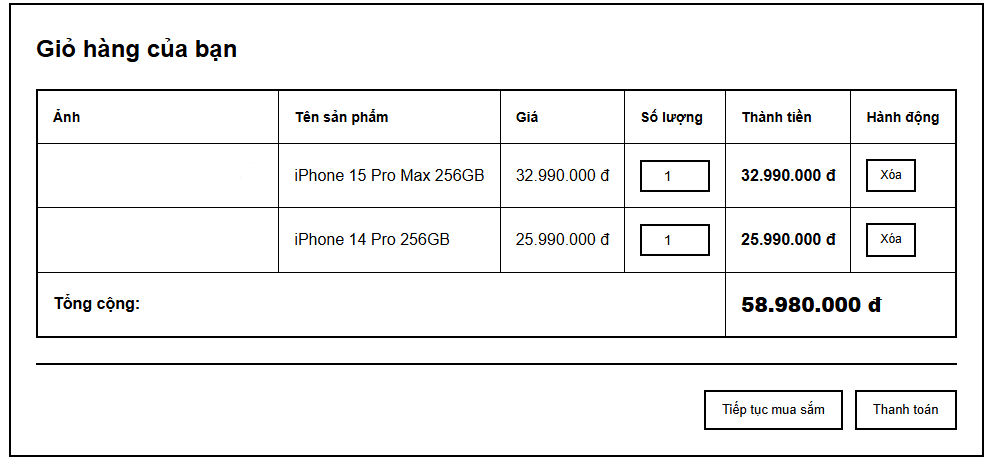 Giỏ hàng của bạn
Ảnh Tên sản phẩm Giá Số lượng Thành tiền Hành động
iPhone 15 Pro Max 256GB 32.990.000 đ 1 32.990.000 đ Xóa
iPhone 14 Pro 256GB 25.990.000 đ 1 25.990.000 đ Xóa
Tổng cộng: 58.980.000 đ
Tiếp tục mua sắm Thanh toán